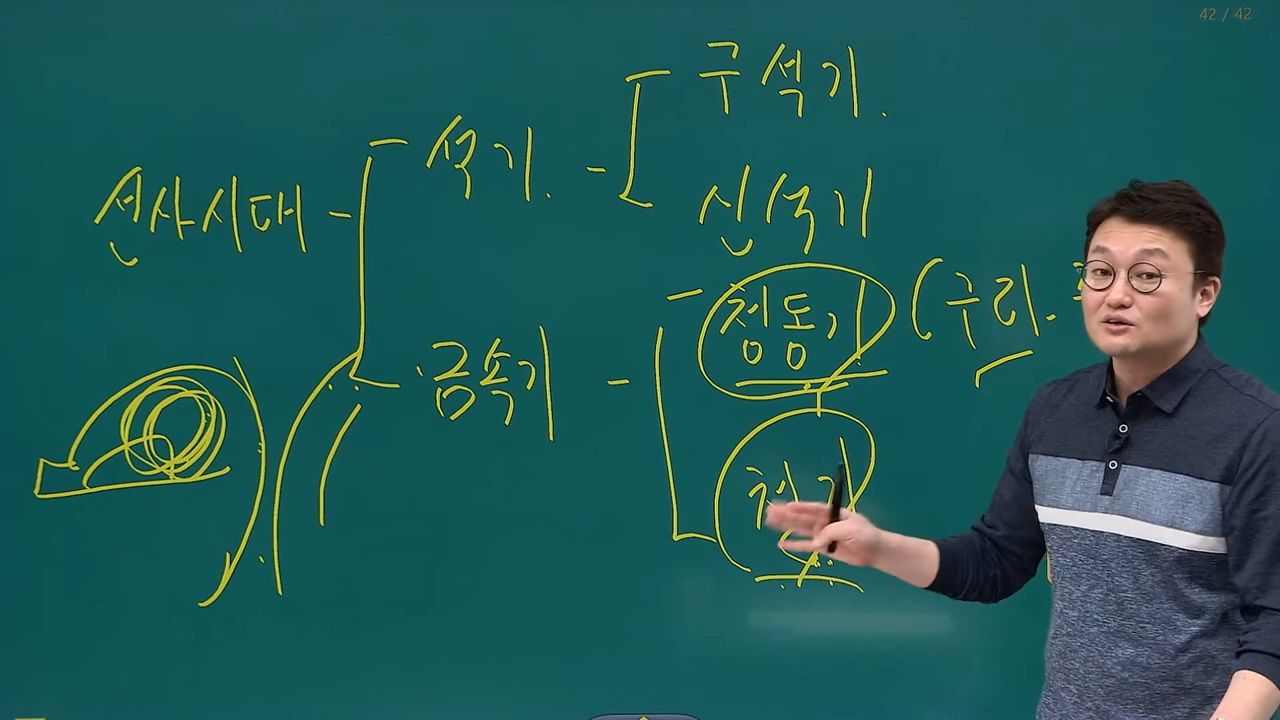 42 / 42
구석기.
석기.
신석기
선사시대
청동기 (구리.
금속기
철기